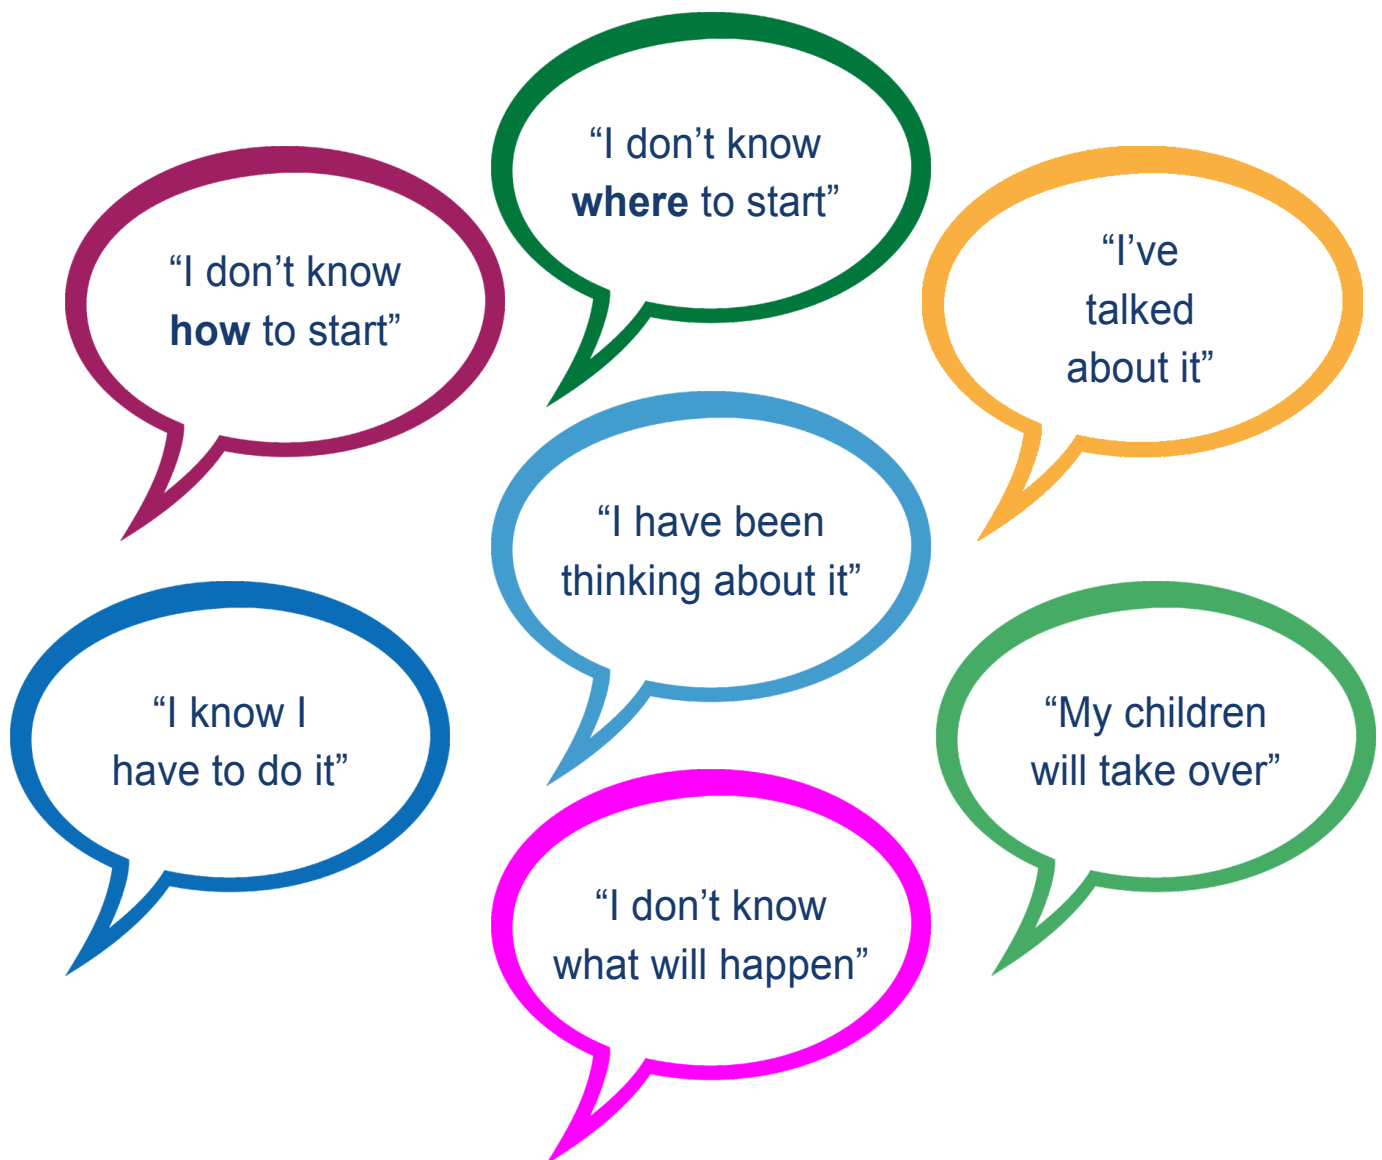 “I don’t know
where to start”
“I don’t know
how to start”
“I’ve
talked
about it”
“I have been
thinking about it”
“I know I
have to do it”
“My children
will take over”
“I don’t know
what will happen”